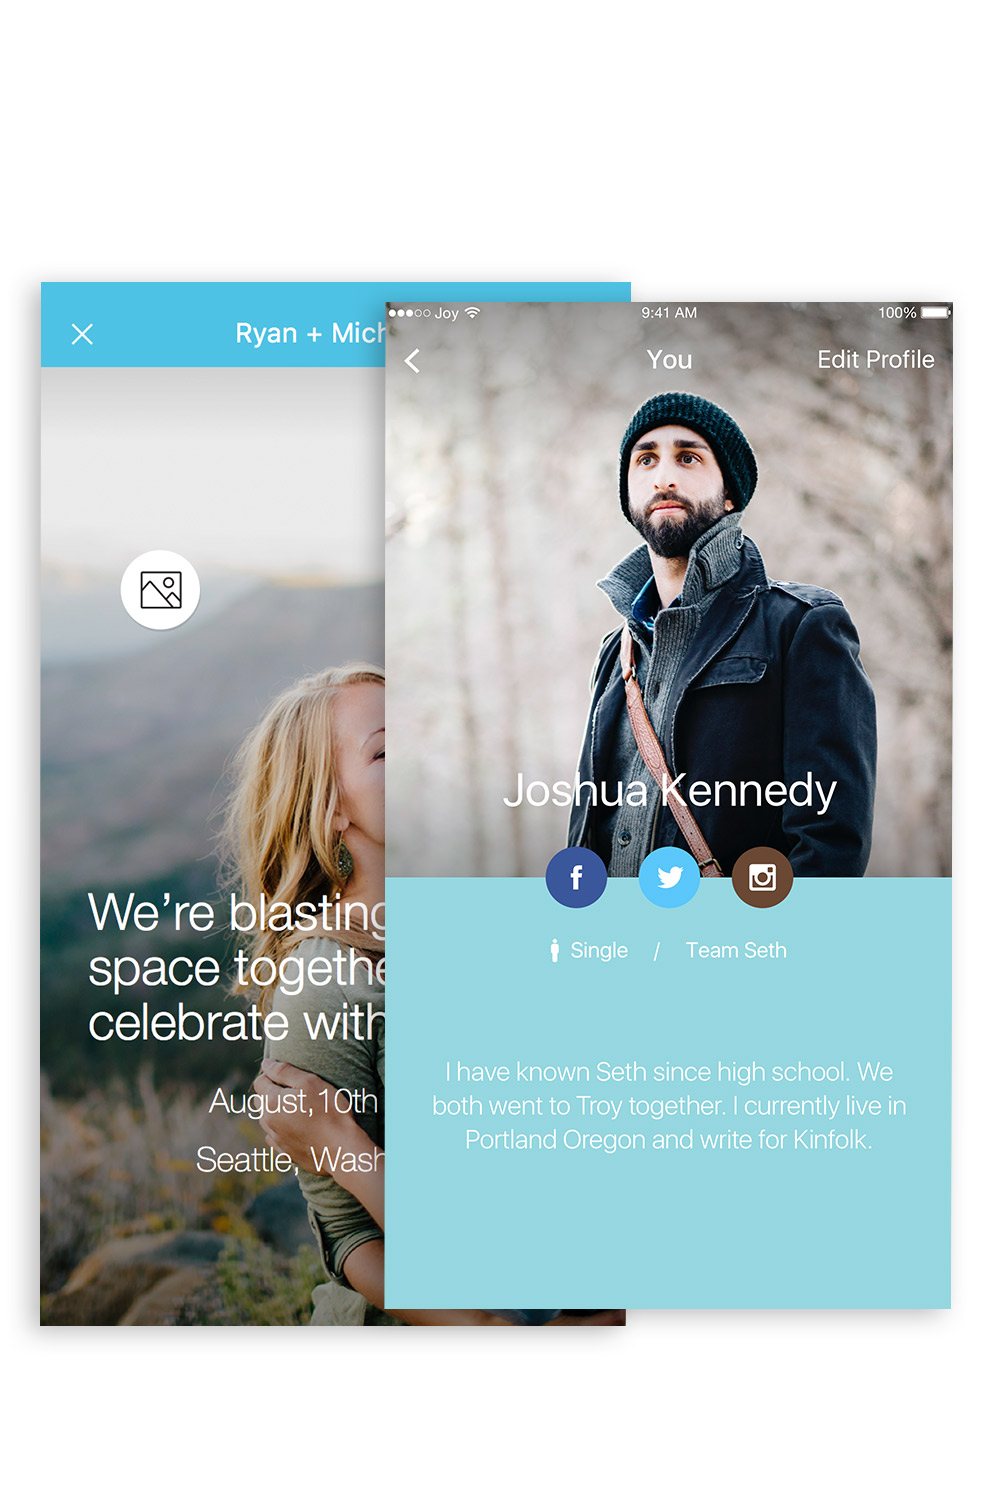 Ryan + Mich
We’re blasting
space togethe
celebrate with
August,10th
Seattle, Wash
Joy
9:41 AM
100%
You
Edit Profile
Joshua Kennedy
Single / Team Seth
I have known Seth since high school. We
both went to Troy together. I currently live in
Portland Oregon and write for Kinfolk.